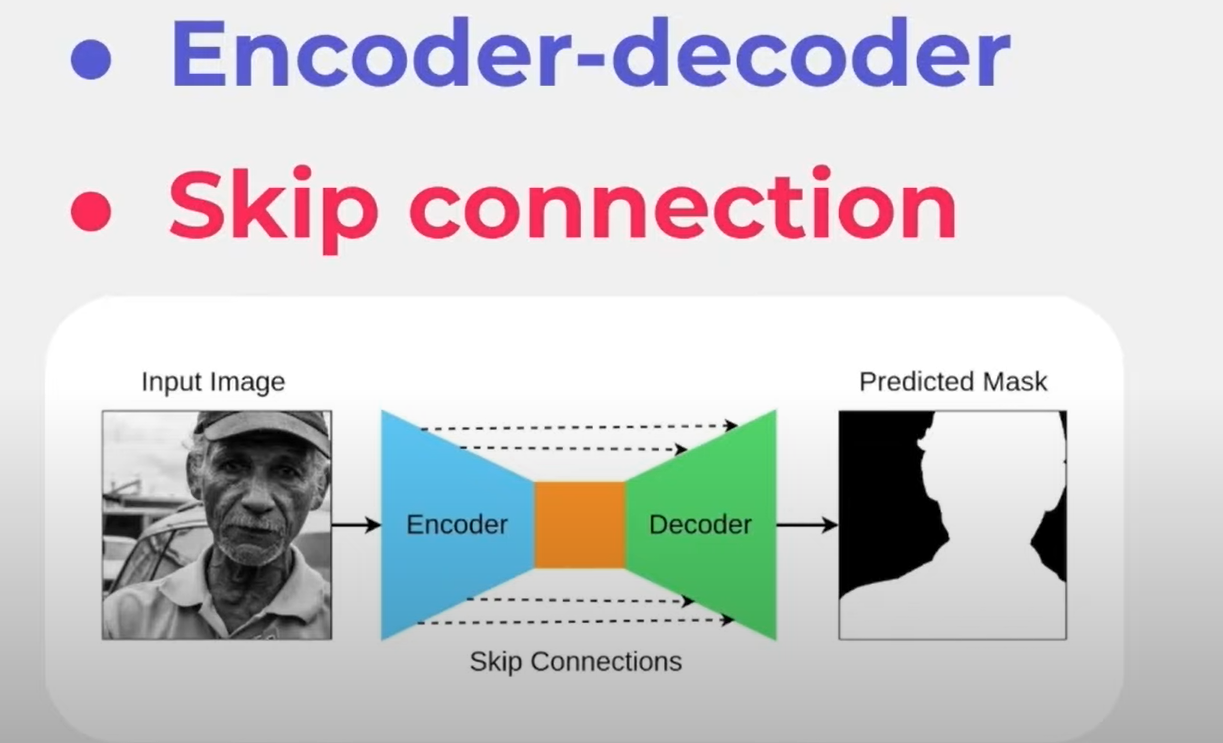 • Encoder-decoder
• Skip connection
Input Image
Predicted Mask
Encoder
Decoder
Skip Connections